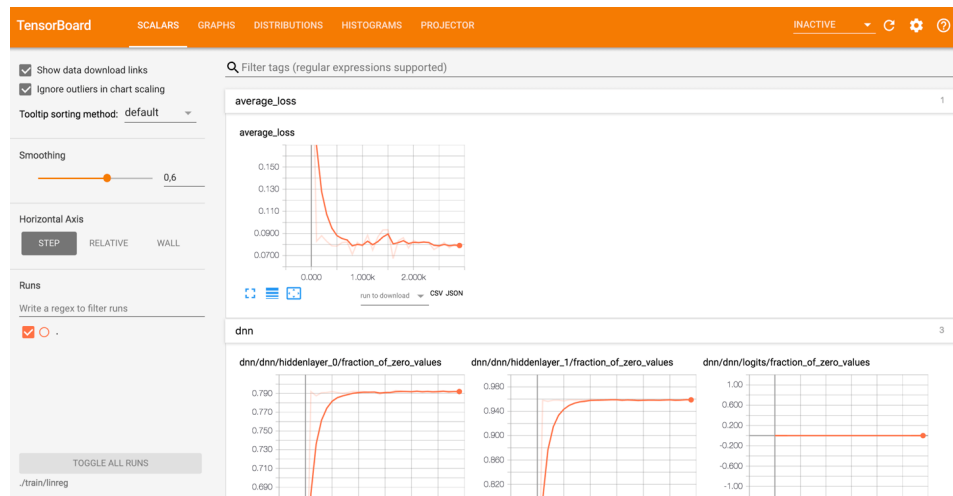 TensorBoard SCALARS GRAPHS DISTRIBUTIONS HISTOGRAMS PROJECTOR INACTIVE
Show data download links
Ignore outliers in chart scaling
Tooltip sorting method: default
Smoothing
0,6
Horizontal Axis
STEP RELATIVE WALL
Runs
Write a regex to filter runs
.
TOGGLE ALL RUNS
./train/linreg
Filter tags (regular expressions supported)
average_loss 1
average_loss
0.150
0.130
0.110
0.0900
0.0700
0.000 1.000k 2.000k
run to download CSV JSON
dnn 3
dnn/dnn/hiddenlayer_0/fraction_of_zero_values
0.790
0.770
0.750
0.730
0.710
0.690
dnn/dnn/hiddenlayer_1/fraction_of_zero_values
0.980
0.940
0.900
0.860
0.820
dnn/dnn/logits/fraction_of_zero_values
1.00
0.600
0.200
-0.200
-0.600
-1.00